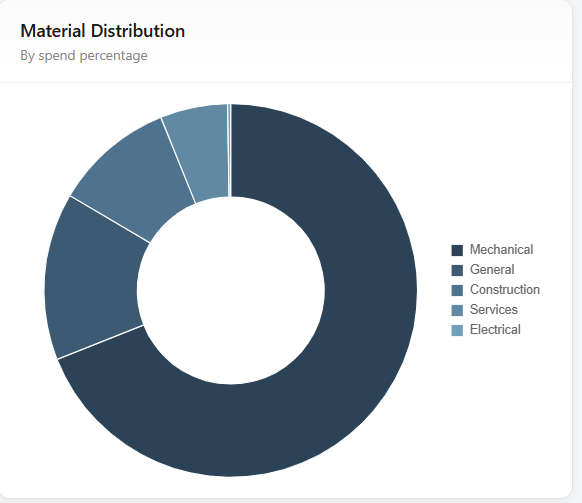 Material Distribution
By spend percentage
Mechanical
General
Construction
Services
Electrical